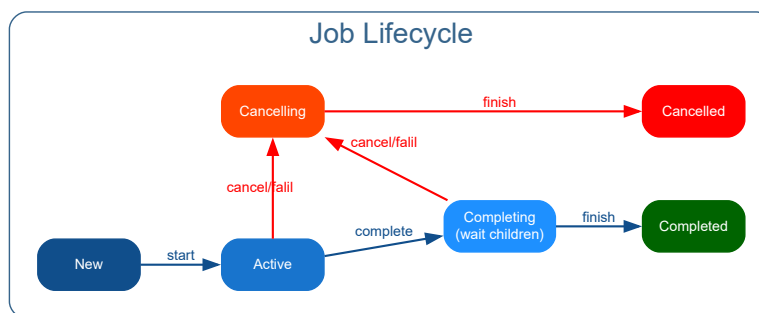 Job Lifecycle
Cancelling
finish
Cancelled
cancel/falil
cancel/falil
Completing
(wait children)
finish
Completed
complete
New
start
Active